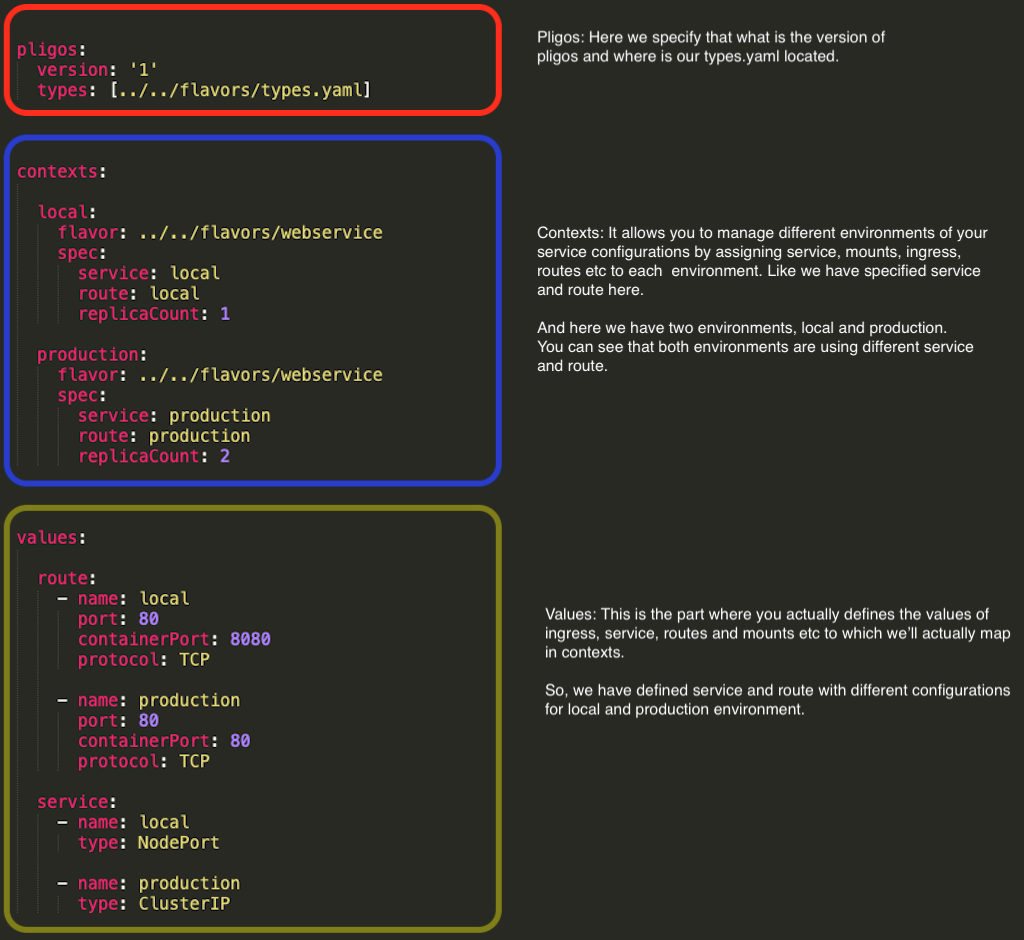 pligos:
version: '1'
types: [../../flavors/types.yaml]
Pligos: Here we specify that what is the version of
pligos and where is our types.yaml located.
contexts:
local:
flavor: ../../flavors/webservice
spec:
service: local
route: local
replicaCount: 1
production:
flavor: ../../flavors/webservice
spec:
service: production
route: production
replicaCount: 2
Contexts: It allows you to manage different environments of your
service configurations by assigning service, mounts, ingress,
routes etc to each  environment. Like we have specified service
and route here.
And here we have two environments, local and production.
You can see that both environments are using different service
and route.
values:
route:
- name: local
port: 80
containerPort: 8080
protocol: TCP
- name: production
port: 80
containerPort: 80
protocol: TCP
service:
- name: local
type: NodePort
- name: production
type: ClusterIP
Values: This is the part where you actually defines the values of
ingress, service, routes and mounts etc to which we'll actually map
in contexts.
So, we have defined service and route with different configurations
for local and production environment.